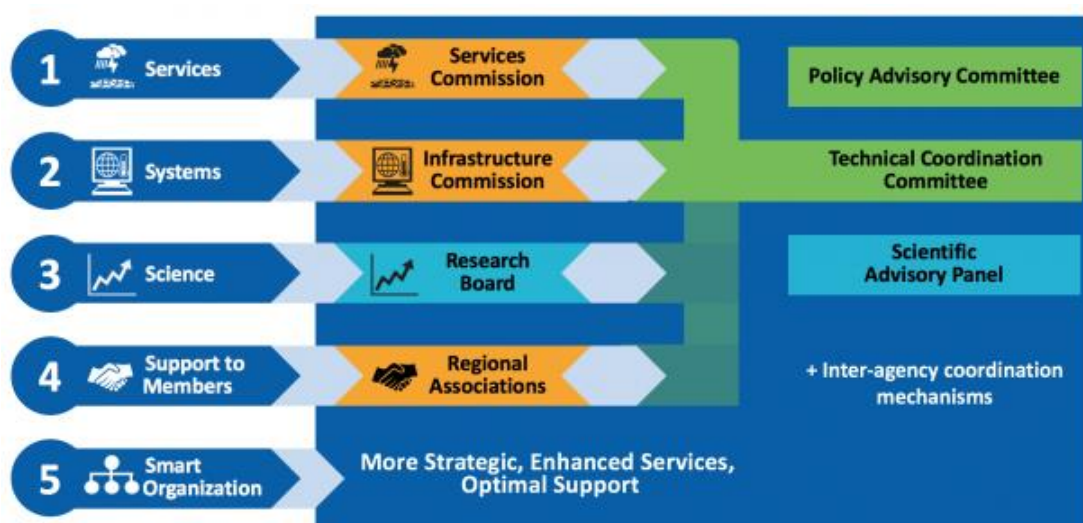 1
Services
Services
Commission
Policy Advisory Committee
2
Systems
Infrastructure
Commission
Technical Coordination
Committee
3
Science
Research
Board
Scientific
Advisory Panel
4
Support to
Members
Regional
Associations
+ Inter-agency coordination
mechanisms
5
Smart
Organization
More Strategic, Enhanced Services,
Optimal Support